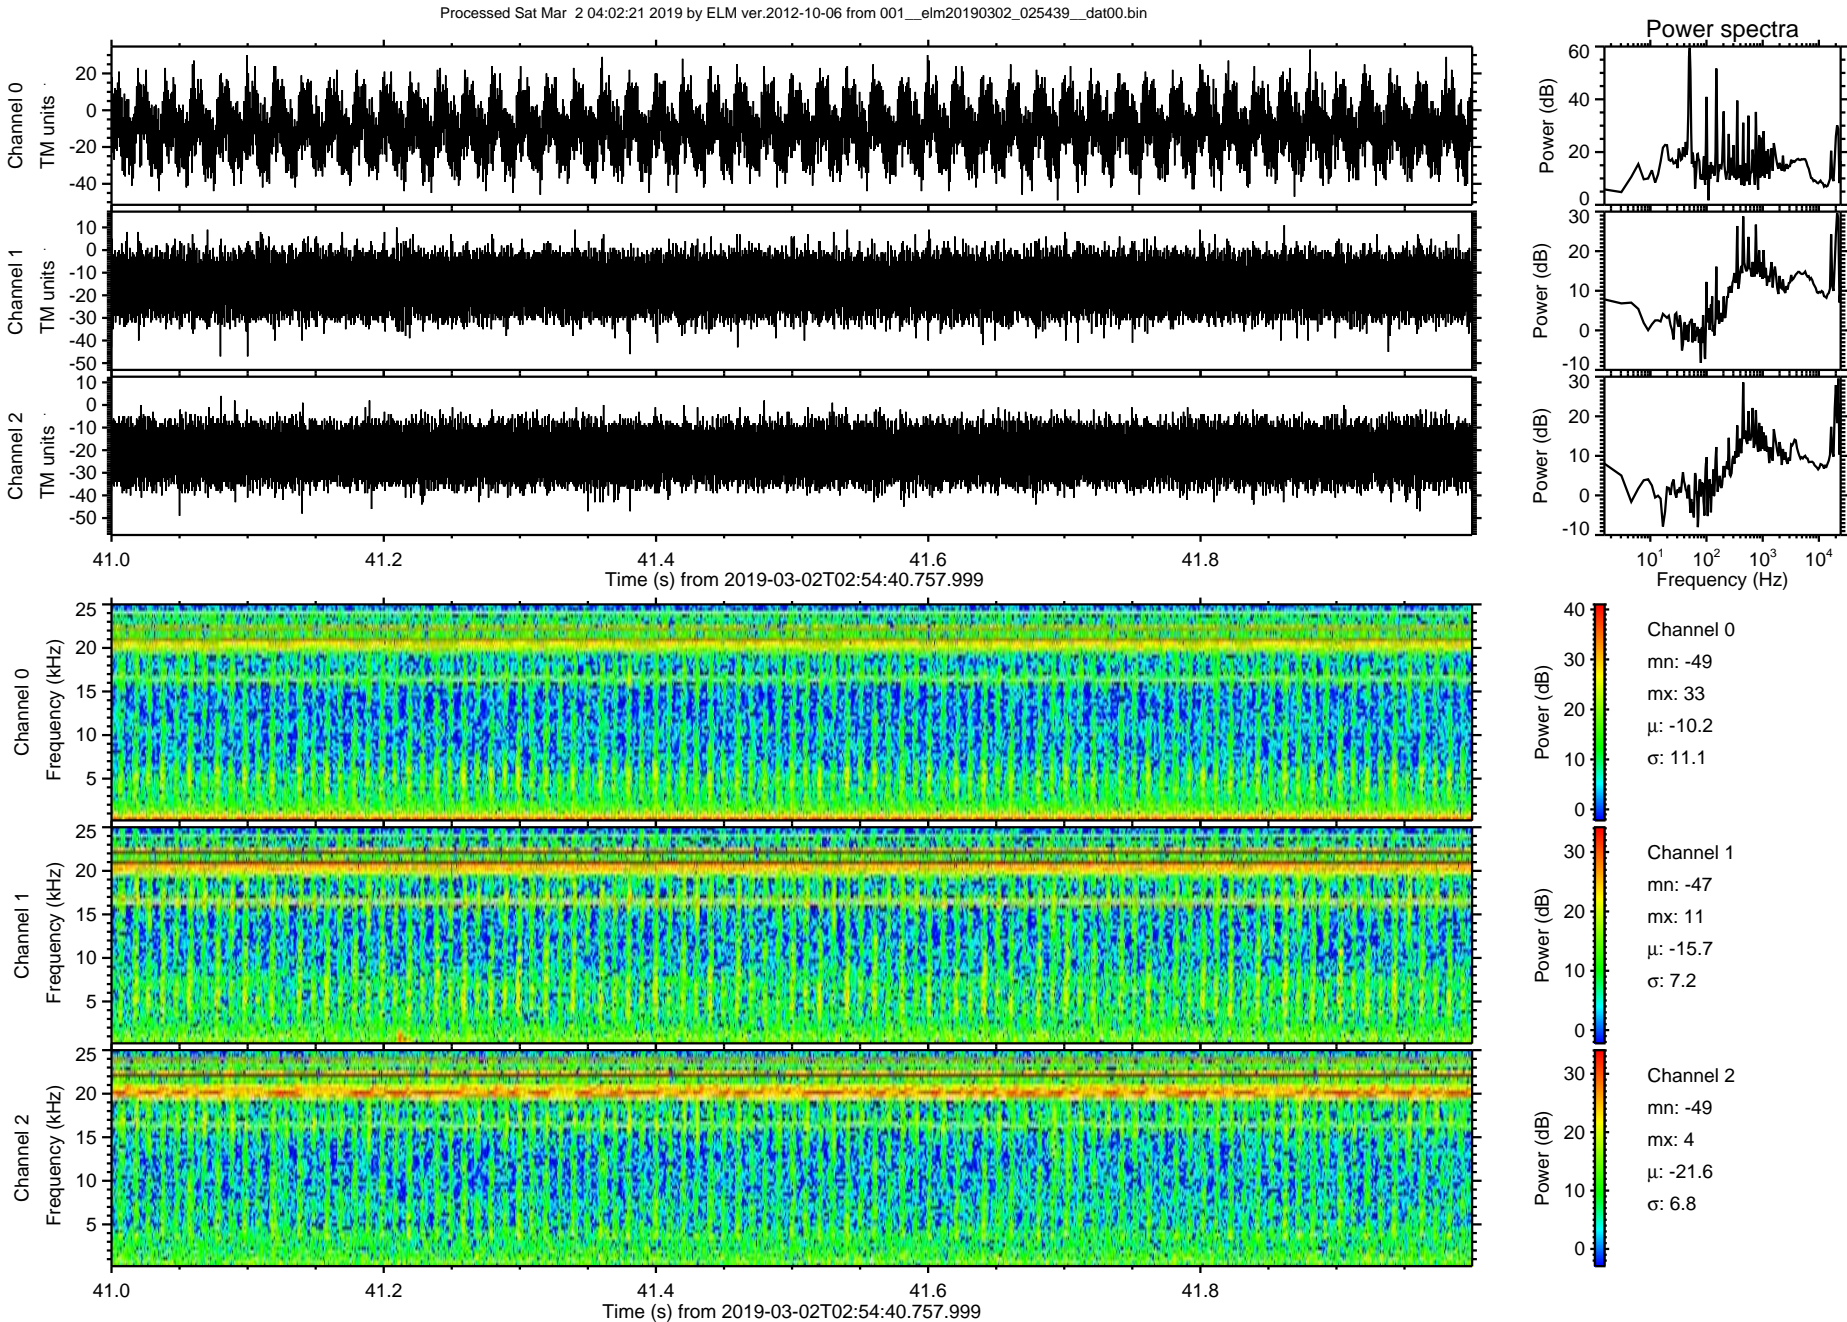 Processed Sat Mar  2 04:02:21 2019 by ELM ver.2012-10-06 from 001__elm20190302_025439__dat00.bin
Power spectra
Channel 0
TM units
20
0
-20
-40
Power (dB)
60
40
20
0
Channel 1
TM units
10
0
-10
-20
-30
-40
-50
Power (dB)
30
20
10
0
-10
Channel 2
TM units
10
0
-10
-20
-30
-40
-50
Power (dB)
30
20
10
0
-10
41.0 41.2 41.4 41.6 41.8
Time (s) from 2019-03-02T02:54:40.757.999
10^1 10^2 10^3 10^4
Frequency (Hz)
Channel 0
Frequency (kHz)
25
20
15
10
5
Power (dB)
40
30
20
10
0
Channel 0
mn: -49
mx: 33
μ: -10.2
σ: 11.1
Channel 1
Frequency (kHz)
25
20
15
10
5
Power (dB)
30
20
10
0
Channel 1
mn: -47
mx: 11
μ: -15.7
σ: 7.2
Channel 2
Frequency (kHz)
25
20
15
10
5
Power (dB)
30
20
10
0
Channel 2
mn: -49
mx: 4
μ: -21.6
σ: 6.8
41.0 41.2 41.4 41.6 41.8
Time (s) from 2019-03-02T02:54:40.757.999